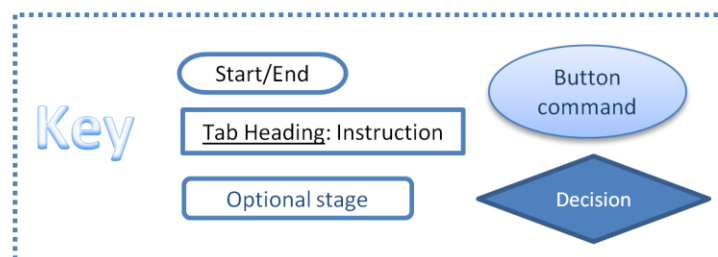 Key
Start/End
Tab Heading: Instruction
Optional stage
Button
command
Decision